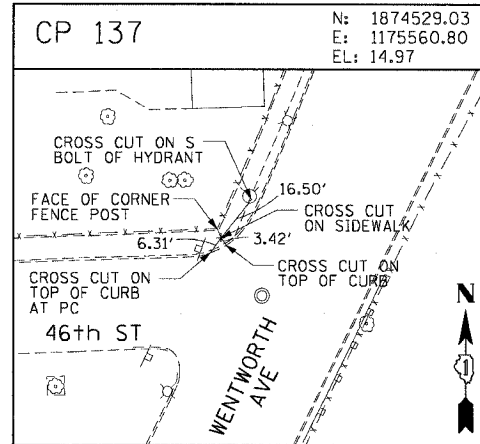 CP 137
N: 1874529.03
E: 1175560.80
EL: 14.97
CROSS CUT ON S
BOLT OF HYDRANT
16.50'
FACE OF CORNER
FENCE POST
CROSS CUT
ON SIDEWALK
6.31'
3.42'
CROSS CUT ON
TOP OF CURB
AT PC
CROSS CUT ON
TOP OF CURB
46th ST
WENTWORTH
AVE
N